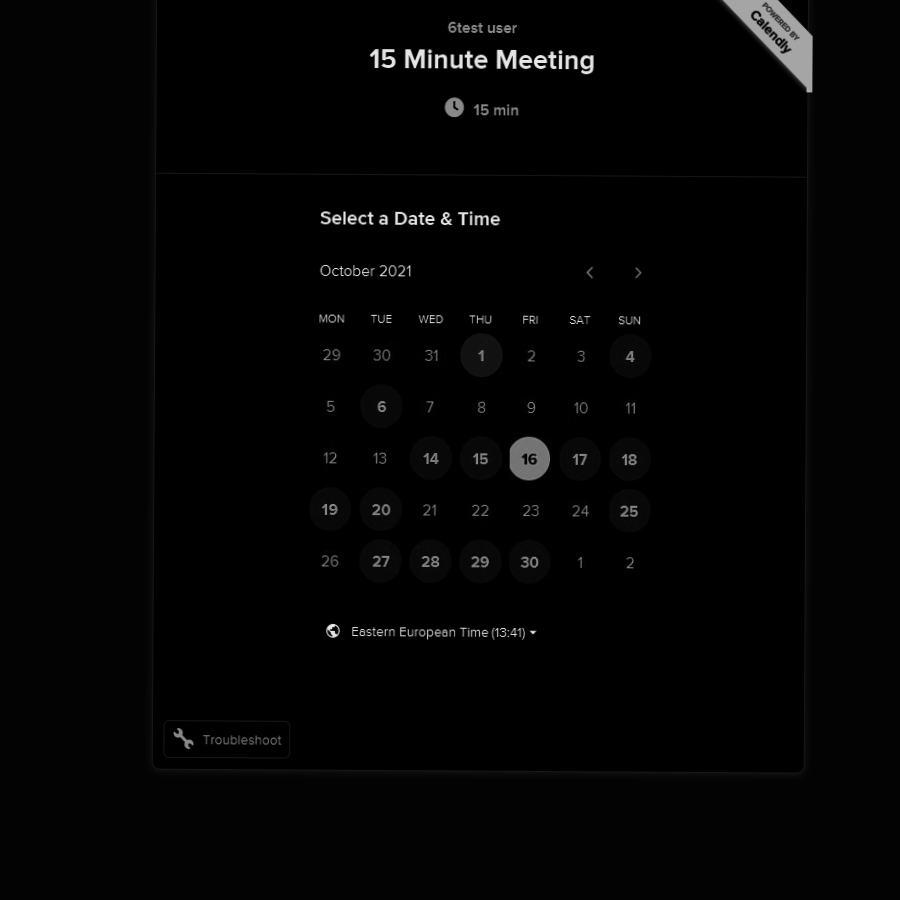 POWERED BY
Calendly
6test user
15 Minute Meeting
15 min
Select a Date & Time
October 2021
MON TUE WED THU FRI SAT SUN
29 30 31 1 2 3 4
5 6 7 8 9 10 11
12 13 14 15 16 17 18
19 20 21 22 23 24 25
26 27 28 29 30 1 2
Eastern European Time (13:41)
Troubleshoot